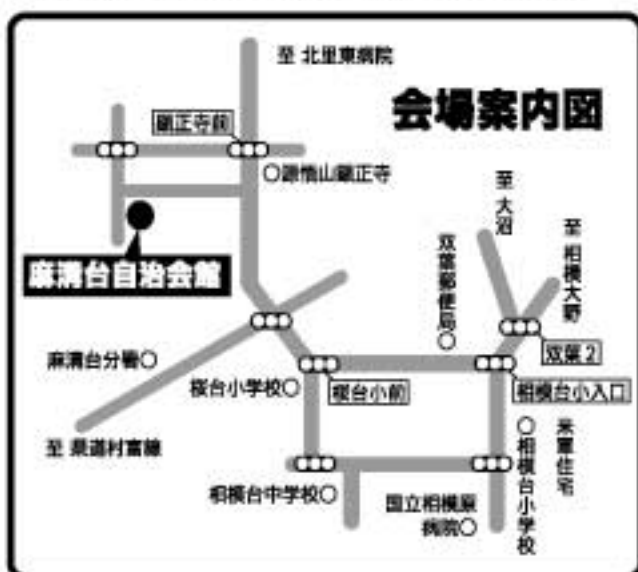 至 北里東病院
会場案内図
顕正寺前
源悟山顕正寺
至 大沼
至 相模大野
麻溝台自治会館
双葉郵便局
双葉2
麻溝台分署
桜台小学校
桜台小前
相模台小入口
至 県道村富線
米軍住宅
相模台小学校
相模台中学校
国立相模原
病院